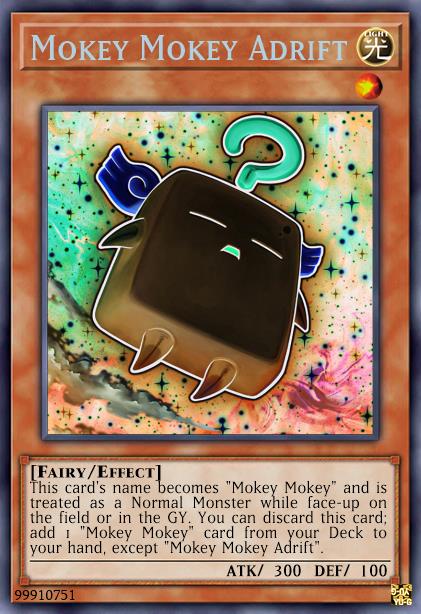 MOKEY MOKEY ADRIFT
LIGHT
光
?
[FAIRY/EFFECT]
This card's name becomes "Mokey Mokey" and is
treated as a Normal Monster while face-up on
the field or in the GY. You can discard this card;
add 1 "Mokey Mokey" card from your Deck to
your hand, except "Mokey Mokey Adrift".
ATK/ 300 DEF/ 100
99910751